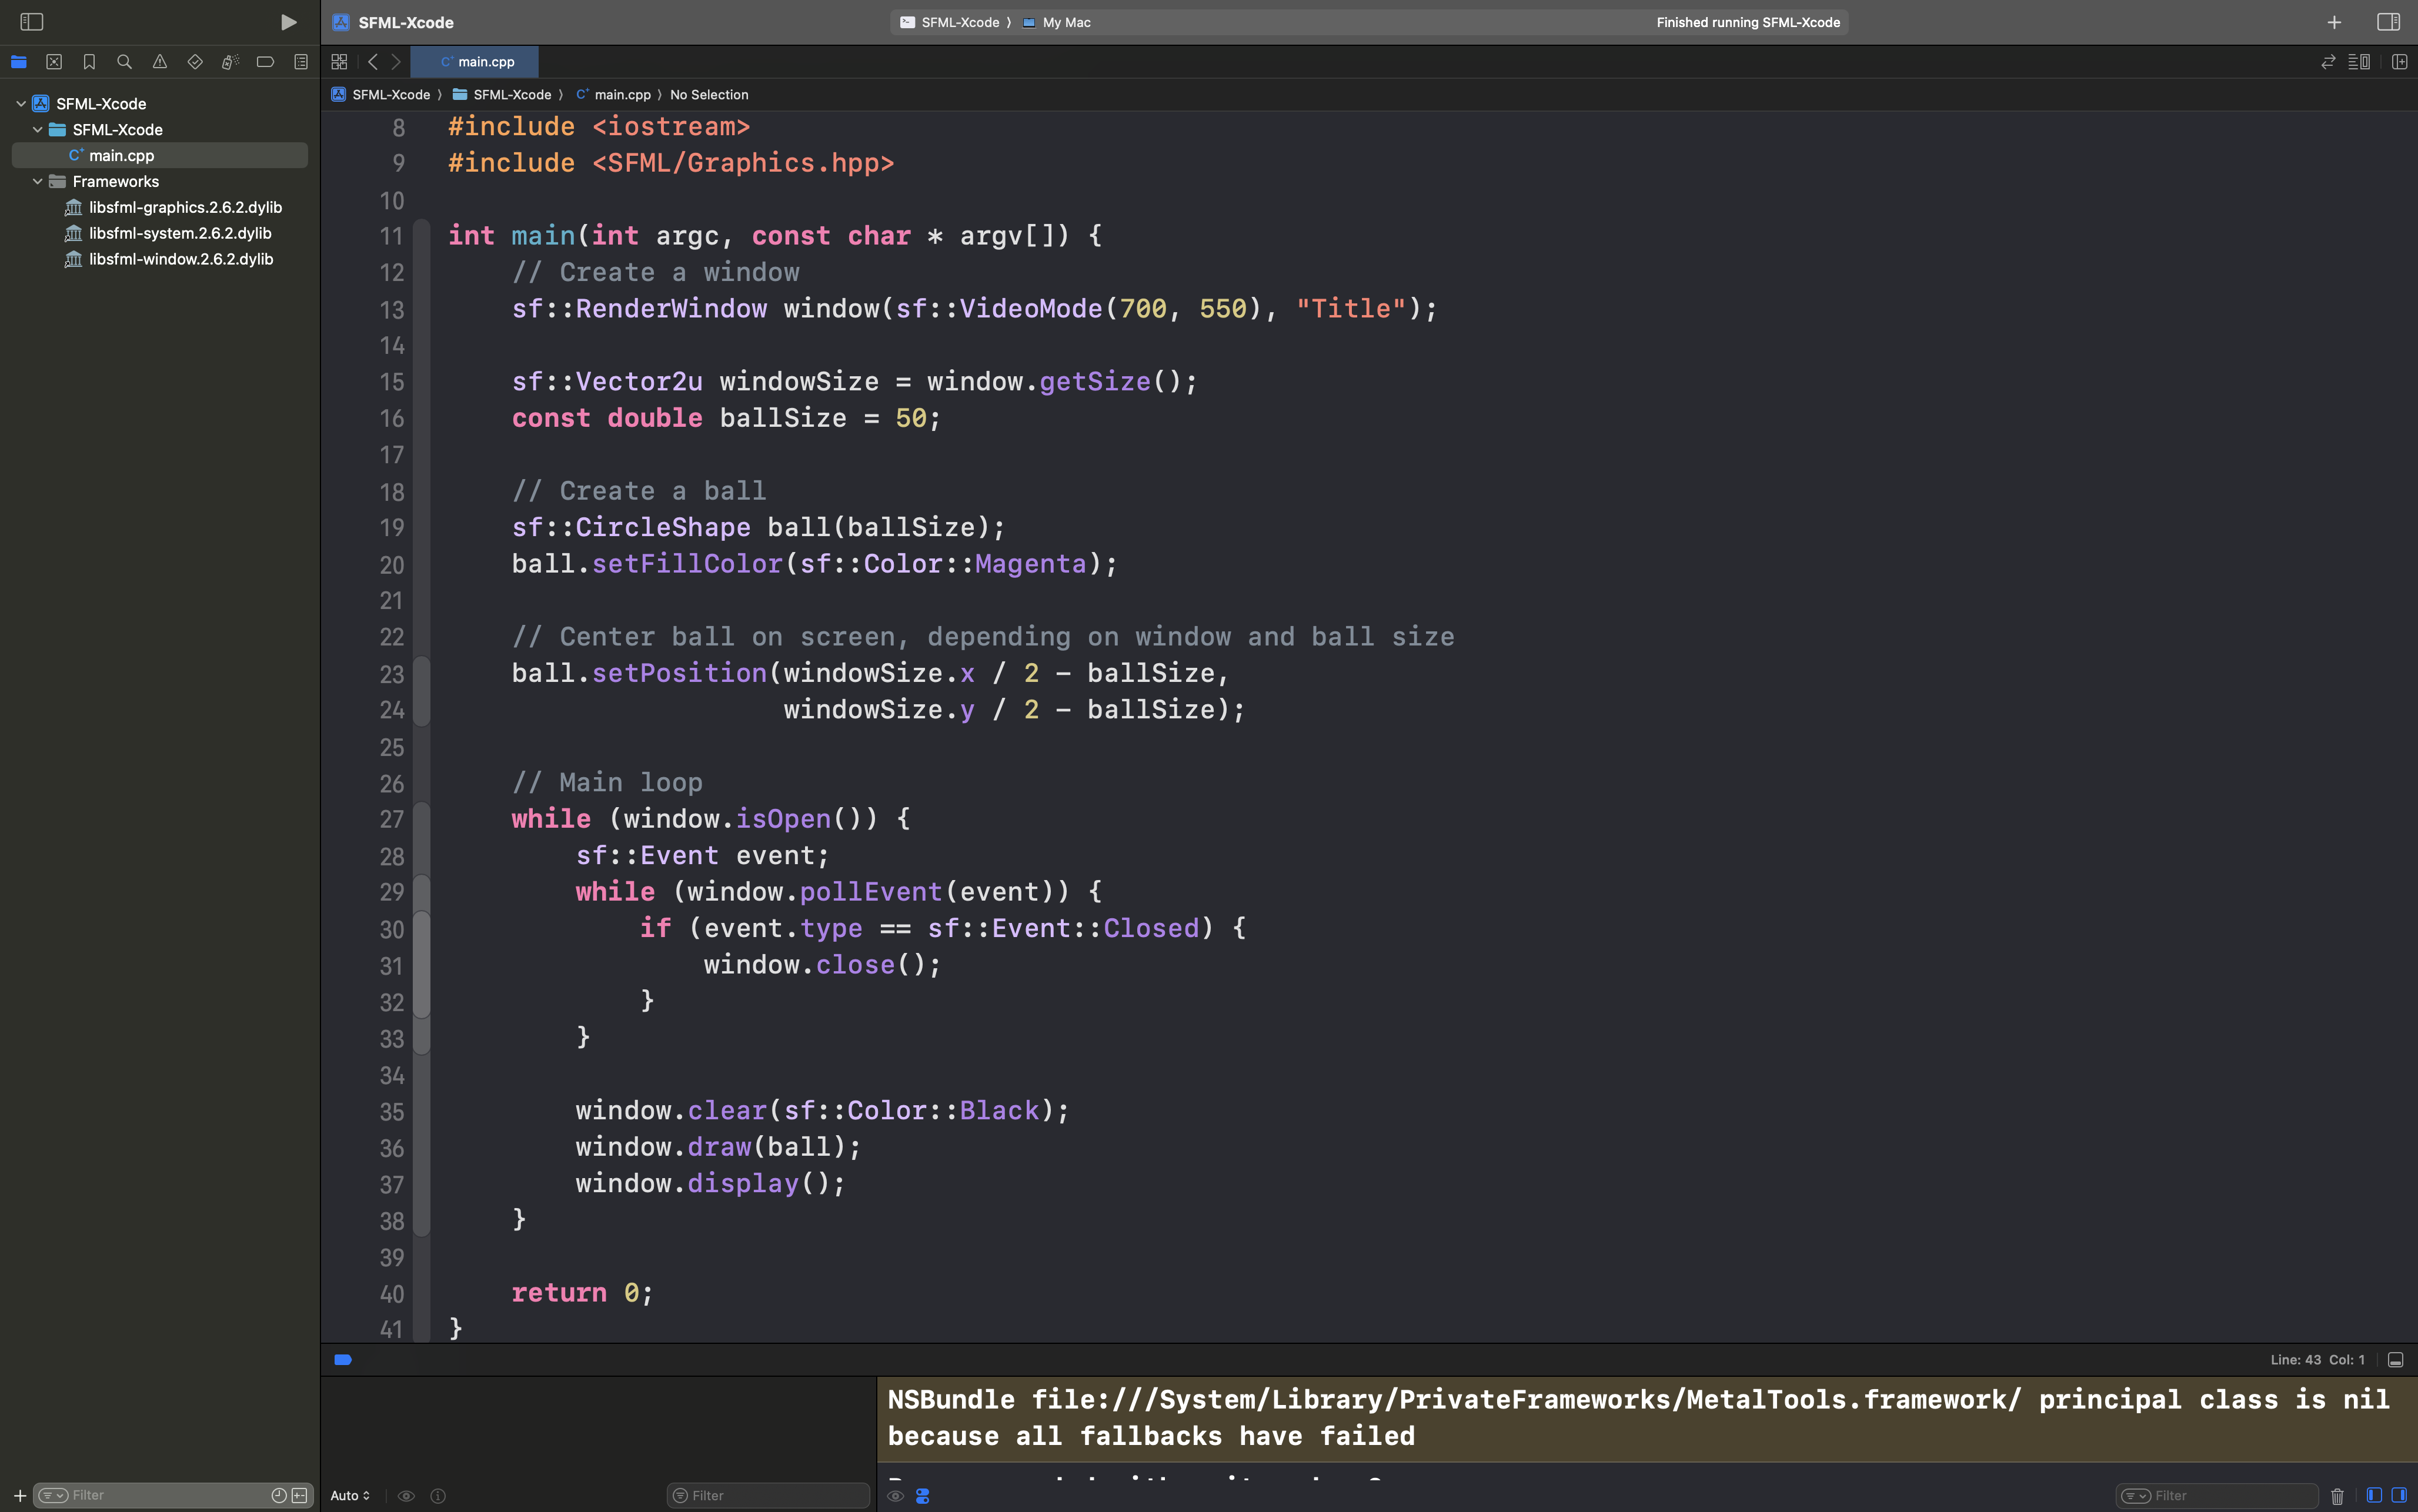 SFML-Xcode
SFML-Xcode
main.cpp
Frameworks
libsfml-graphics.2.6.2.dylib
libsfml-system.2.6.2.dylib
libsfml-window.2.6.2.dylib
Filter
SFML-Xcode
SFML-Xcode 〉 My Mac
Finished running SFML-Xcode
main.cpp
SFML-Xcode 〉 SFML-Xcode 〉 main.cpp 〉 No Selection
8 #include <iostream>
9 #include <SFML/Graphics.hpp>
10
11 int main(int argc, const char * argv[]) {
12     // Create a window
13     sf::RenderWindow window(sf::VideoMode(700, 550), "Title");
14
15     sf::Vector2u windowSize = window.getSize();
16     const double ballSize = 50;
17
18     // Create a ball
19     sf::CircleShape ball(ballSize);
20     ball.setFillColor(sf::Color::Magenta);
21
22     // Center ball on screen, depending on window and ball size
23     ball.setPosition(windowSize.x / 2 - ballSize,
24                      windowSize.y / 2 - ballSize);
25
26     // Main loop
27     while (window.isOpen()) {
28         sf::Event event;
29         while (window.pollEvent(event)) {
30             if (event.type == sf::Event::Closed) {
31                 window.close();
32             }
33         }
34
35         window.clear(sf::Color::Black);
36         window.draw(ball);
37         window.display();
38     }
39
40     return 0;
41 }
Line: 43 Col: 1
NSBundle file:///System/Library/PrivateFrameworks/MetalTools.framework/ principal class is nil
because all fallbacks have failed
Auto
Filter
Filter